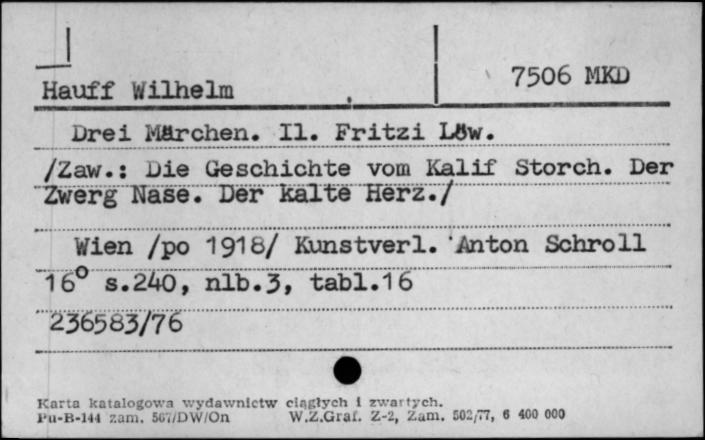 Hauff Wilhelm 7506 MKD
Drei Märchen. Il. Fritzi Löw.
/Zaw.: Die Geschichte vom Kalif Storch. Der
Zwerg Nase. Der kalte Herz./
Wien /po 1918/ Kunstverl. Anton Schroll
16° s.240, nlb.3, tabl.16
236583/76
Karta katalogowa wydawnictw ciągłych i zwartych.
Pu-B-144 zam. 567/DW/On W.Z.Graf. Z-2, Zam. 502/77, 6 400 000